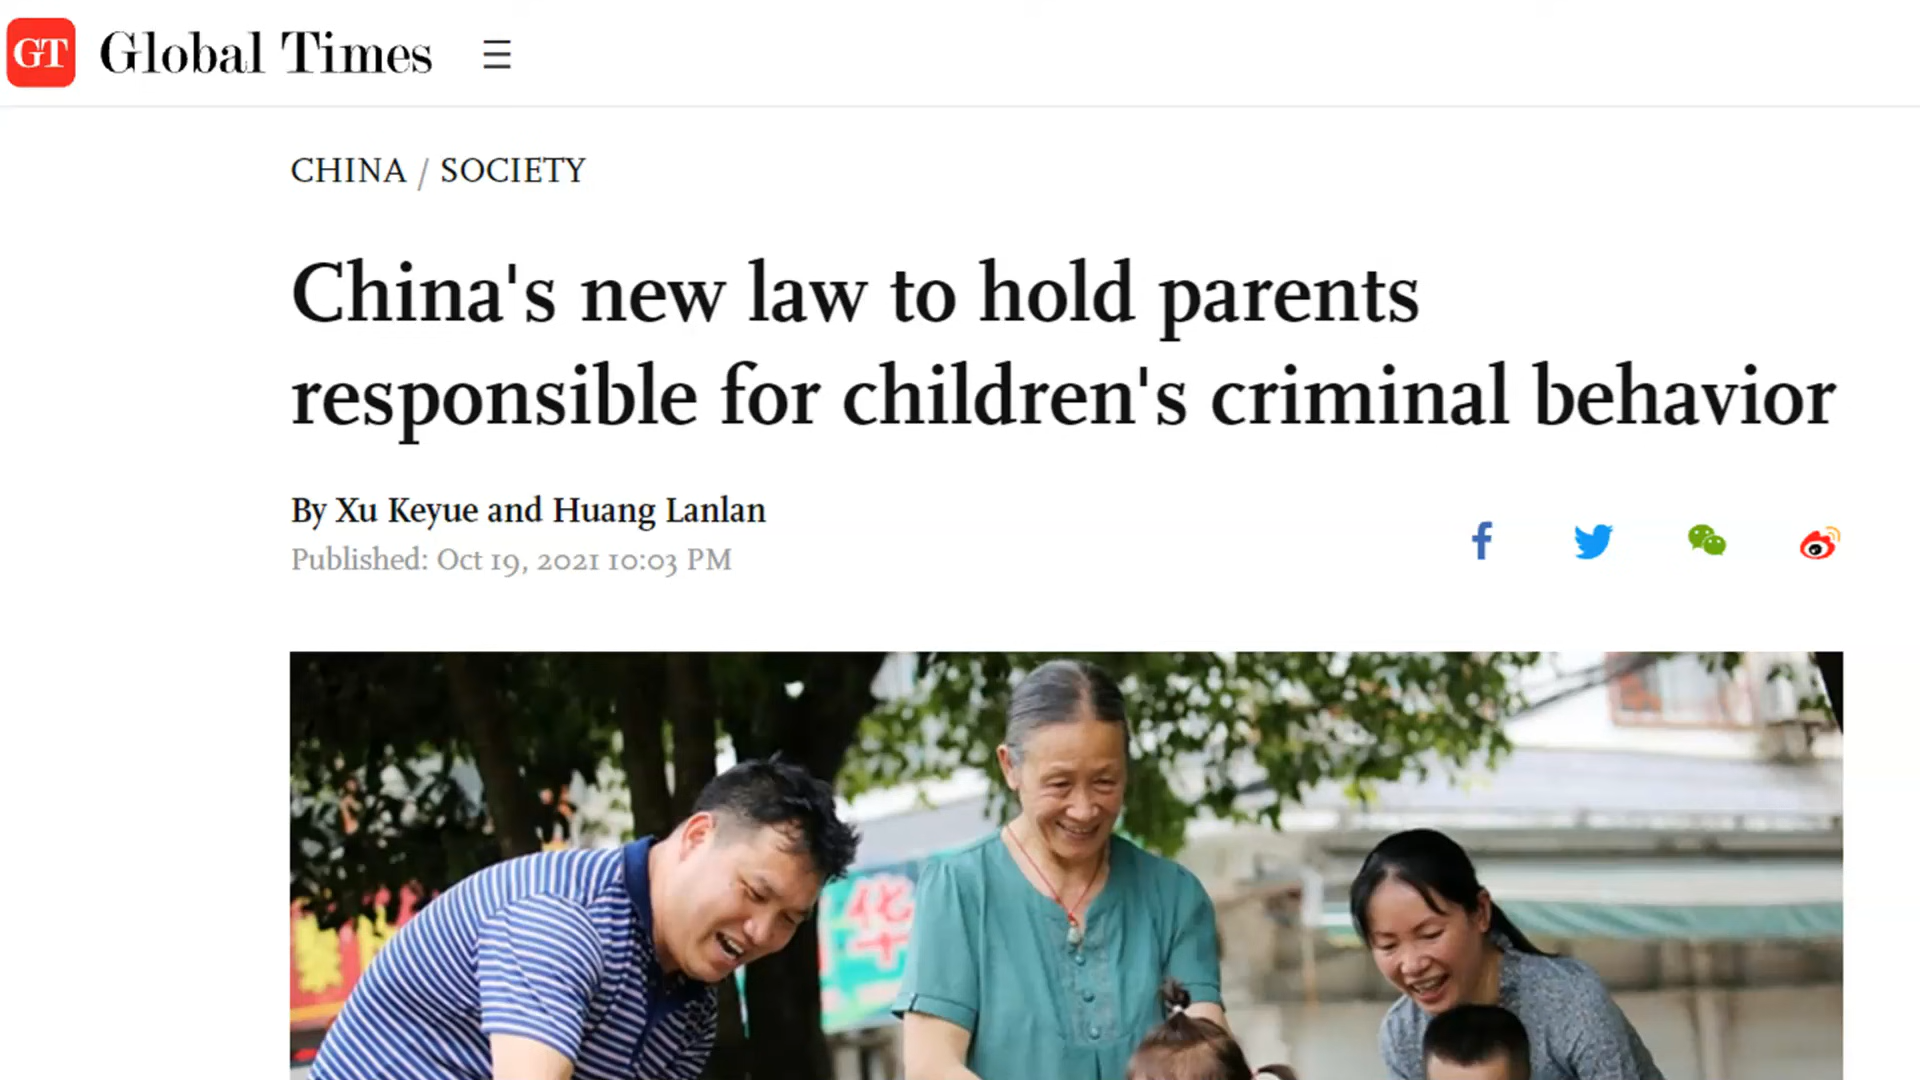 GT Global Times
CHINA / SOCIETY
China's new law to hold parents
responsible for children's criminal behavior
By Xu Keyue and Huang Lanlan
Published: Oct 19, 2021 10:03 PM